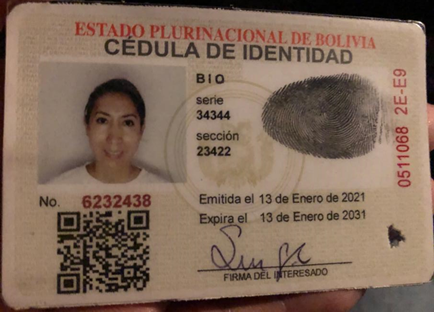 ESTADO PLURINACIONAL DE BOLIVIA
CÉDULA DE IDENTIDAD
BIO
serie
34344
sección
23422
0511068 2E-E9
No. 6232438
Emitida el 13 de Enero de 2021
Expira el 13 de Enero de 2031
FIRMA DEL INTERESADO